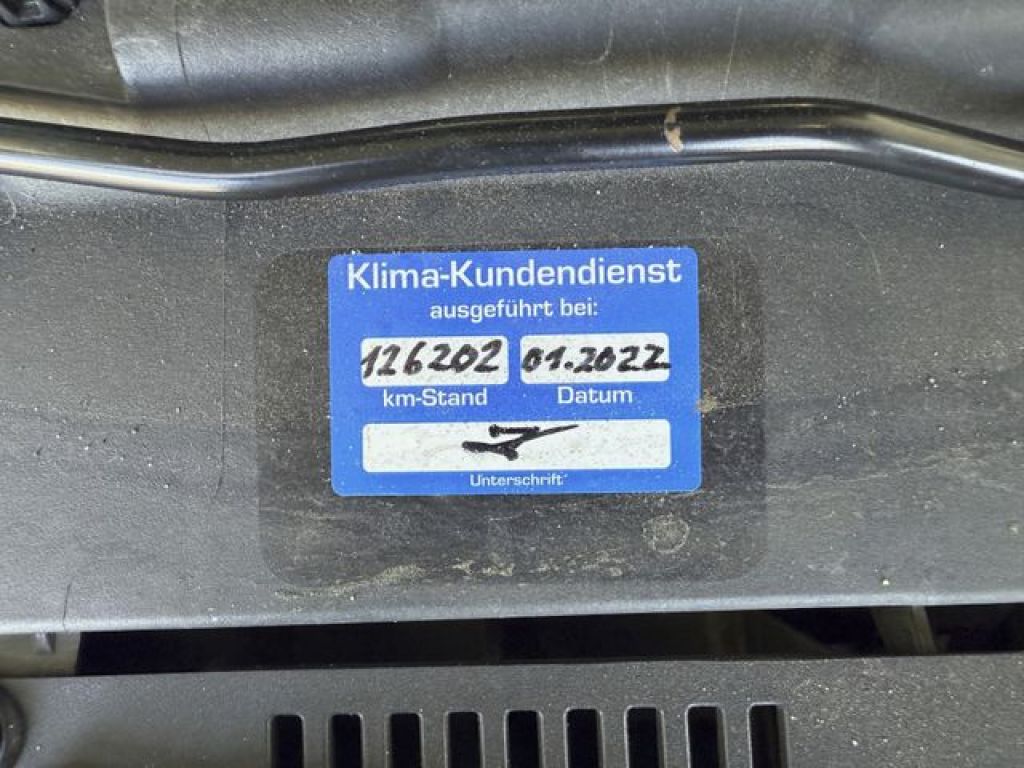 Klima-Kundendienst
ausgeführt bei:
126202 01.2022
km-Stand Datum
Unterschrift